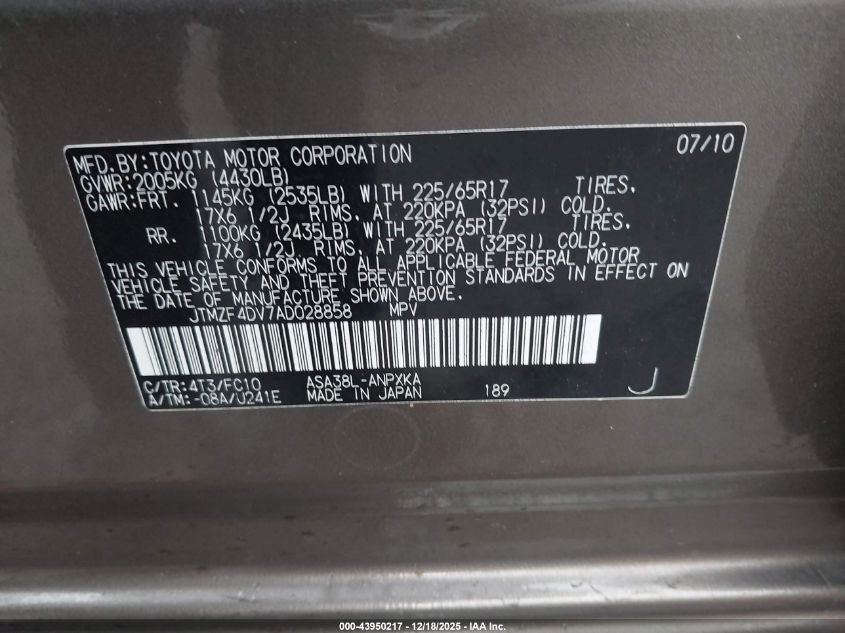 07/10
MFD.BY:TOYOTA MOTOR CORPORATION
GVWR:2005KG (4430LB)
GAWR:FRT. 1145KG (2535LB) WITH 225/65R17 TIRES,
17X6 1/2J RIMS, AT 220KPA (32PSI) COLD.
RR. 1100KG (2435LB) WITH 225/65R17 TIRES,
17X6 1/2J RIMS, AT 220KPA (32PSI) COLD.
THIS VEHICLE CONFORMS TO ALL APPLICABLE FEDERAL MOTOR
VEHICLE SAFETY AND THEFT PREVENTION STANDARDS IN EFFECT ON
THE DATE OF MANUFACTURE SHOWN ABOVE.
JTMZF4DV7AD028858 MPV
C/TR:4T3/FC10 ASA38L-ANPXKA
A/TM:-08A/U241E MADE IN JAPAN 189 J
000-43950217 - 12/18/2025 - IAA Inc.